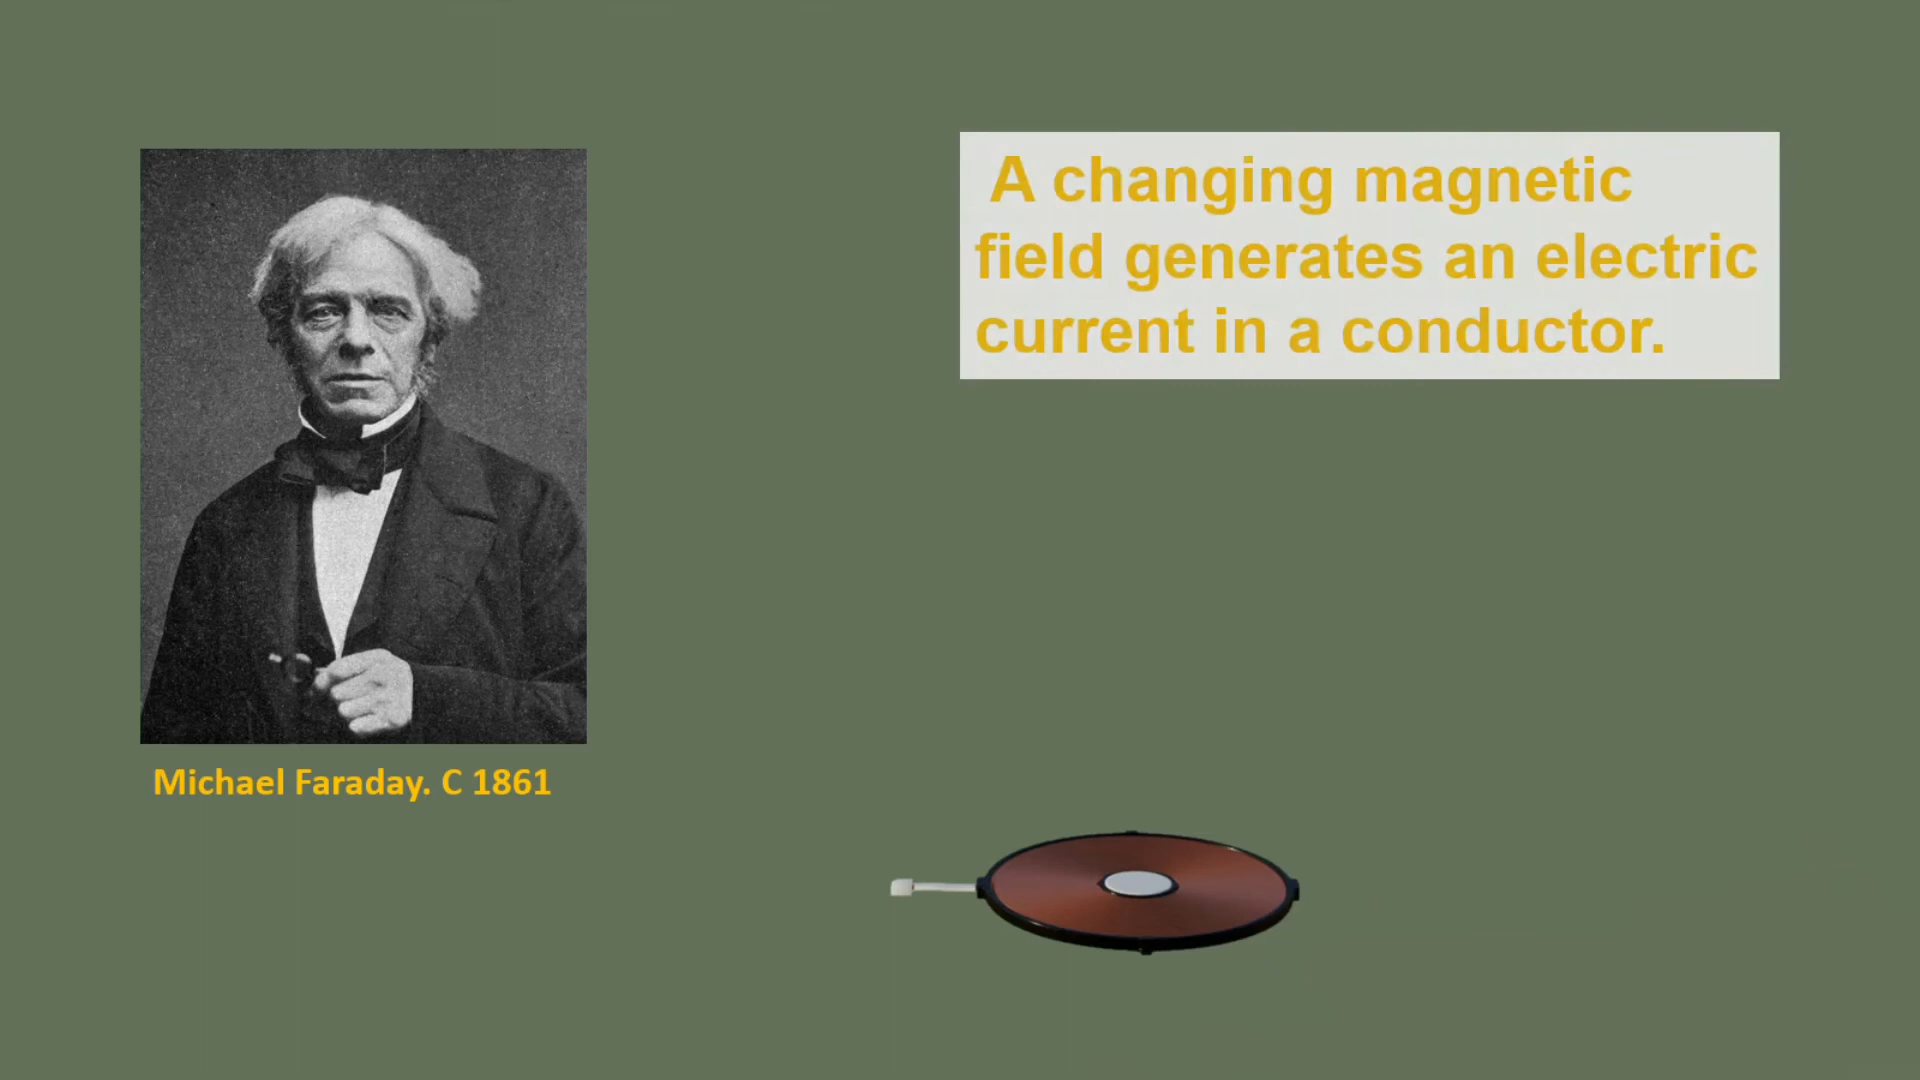 A changing magnetic
field generates an electric
current in a conductor.
Michael Faraday. C 1861